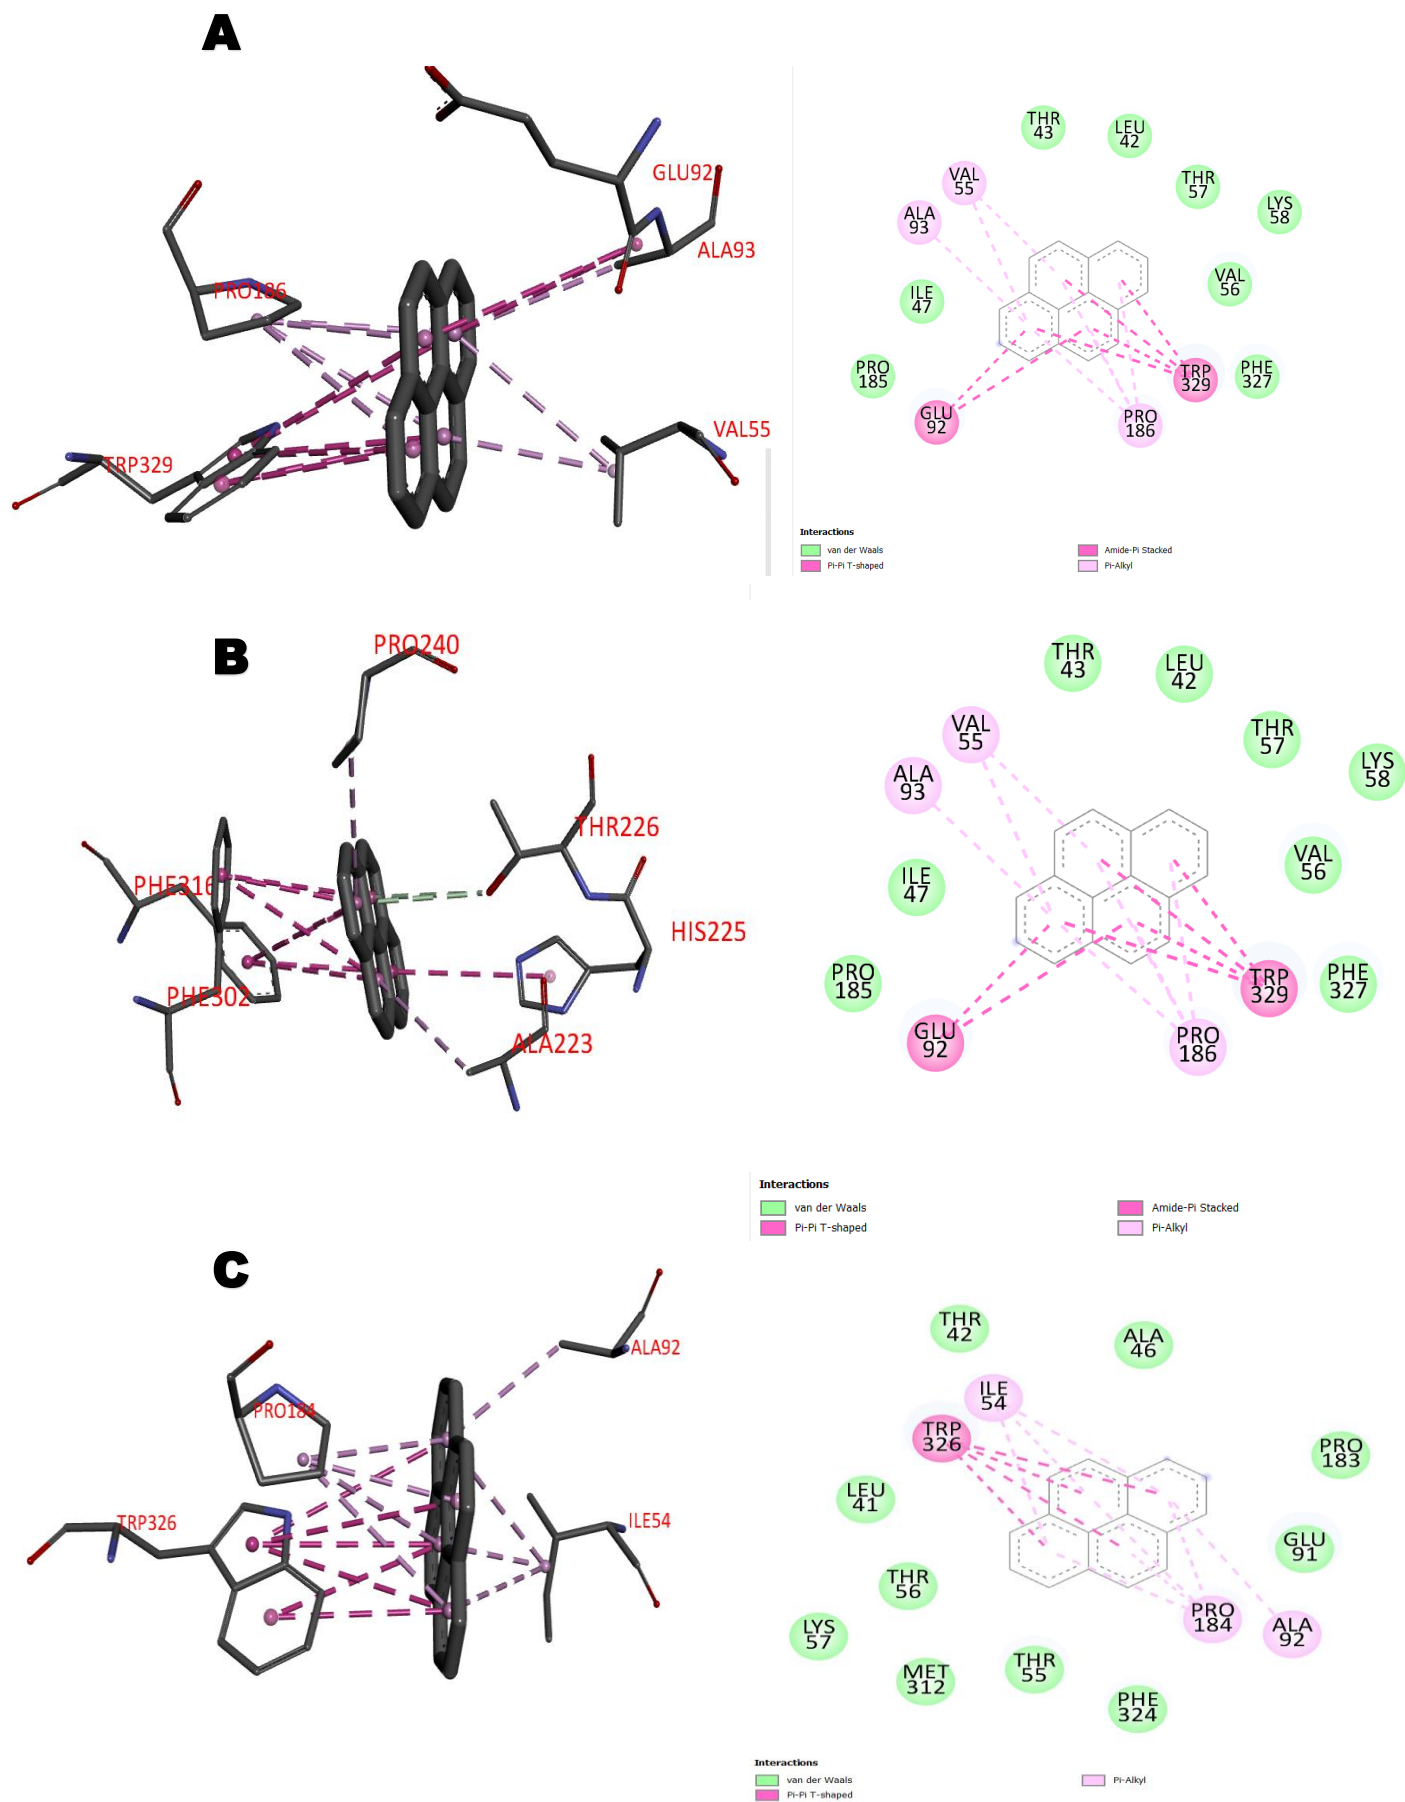 A
GLU92
ALA93
PRO186
VAL55
TRP329
THR
43
LEU
42
VAL
55
THR
57
LYS
58
ALA
93
ILE
47
VAL
56
PRO
185
TRP
329
PHE
327
GLU
92
PRO
186
Interactions
van der Waals
Pi-Pi T-shaped
Amide-Pi Stacked
Pi-Alkyl
B
PRO240
THR226
PHE316
HIS225
PHE302
ALA223
THR
43
LEU
42
VAL
55
THR
57
LYS
58
ALA
93
ILE
47
VAL
56
PRO
185
TRP
329
PHE
327
GLU
92
PRO
186
Interactions
van der Waals
Pi-Pi T-shaped
Amide-Pi Stacked
Pi-Alkyl
C
ALA92
PRO184
TRP326
ILE54
THR
42
ALA
46
ILE
54
TRP
326
PRO
183
LEU
41
GLU
91
THR
56
LYS
57
PRO
184
ALA
92
MET
312
THR
55
PHE
324
Interactions
van der Waals
Pi-Pi T-shaped
Pi-Alkyl